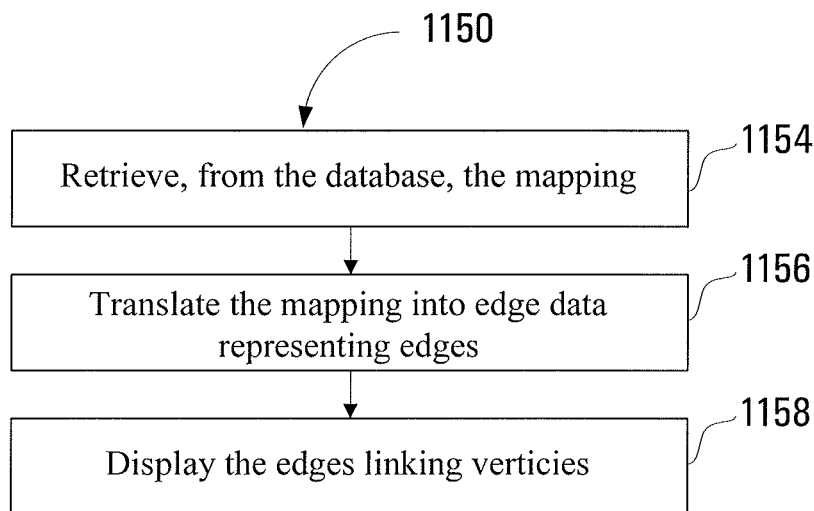 1150
1154
Retrieve, from the database, the mapping
1156
Translate the mapping into edge data
representing edges
1158
Display the edges linking verticies